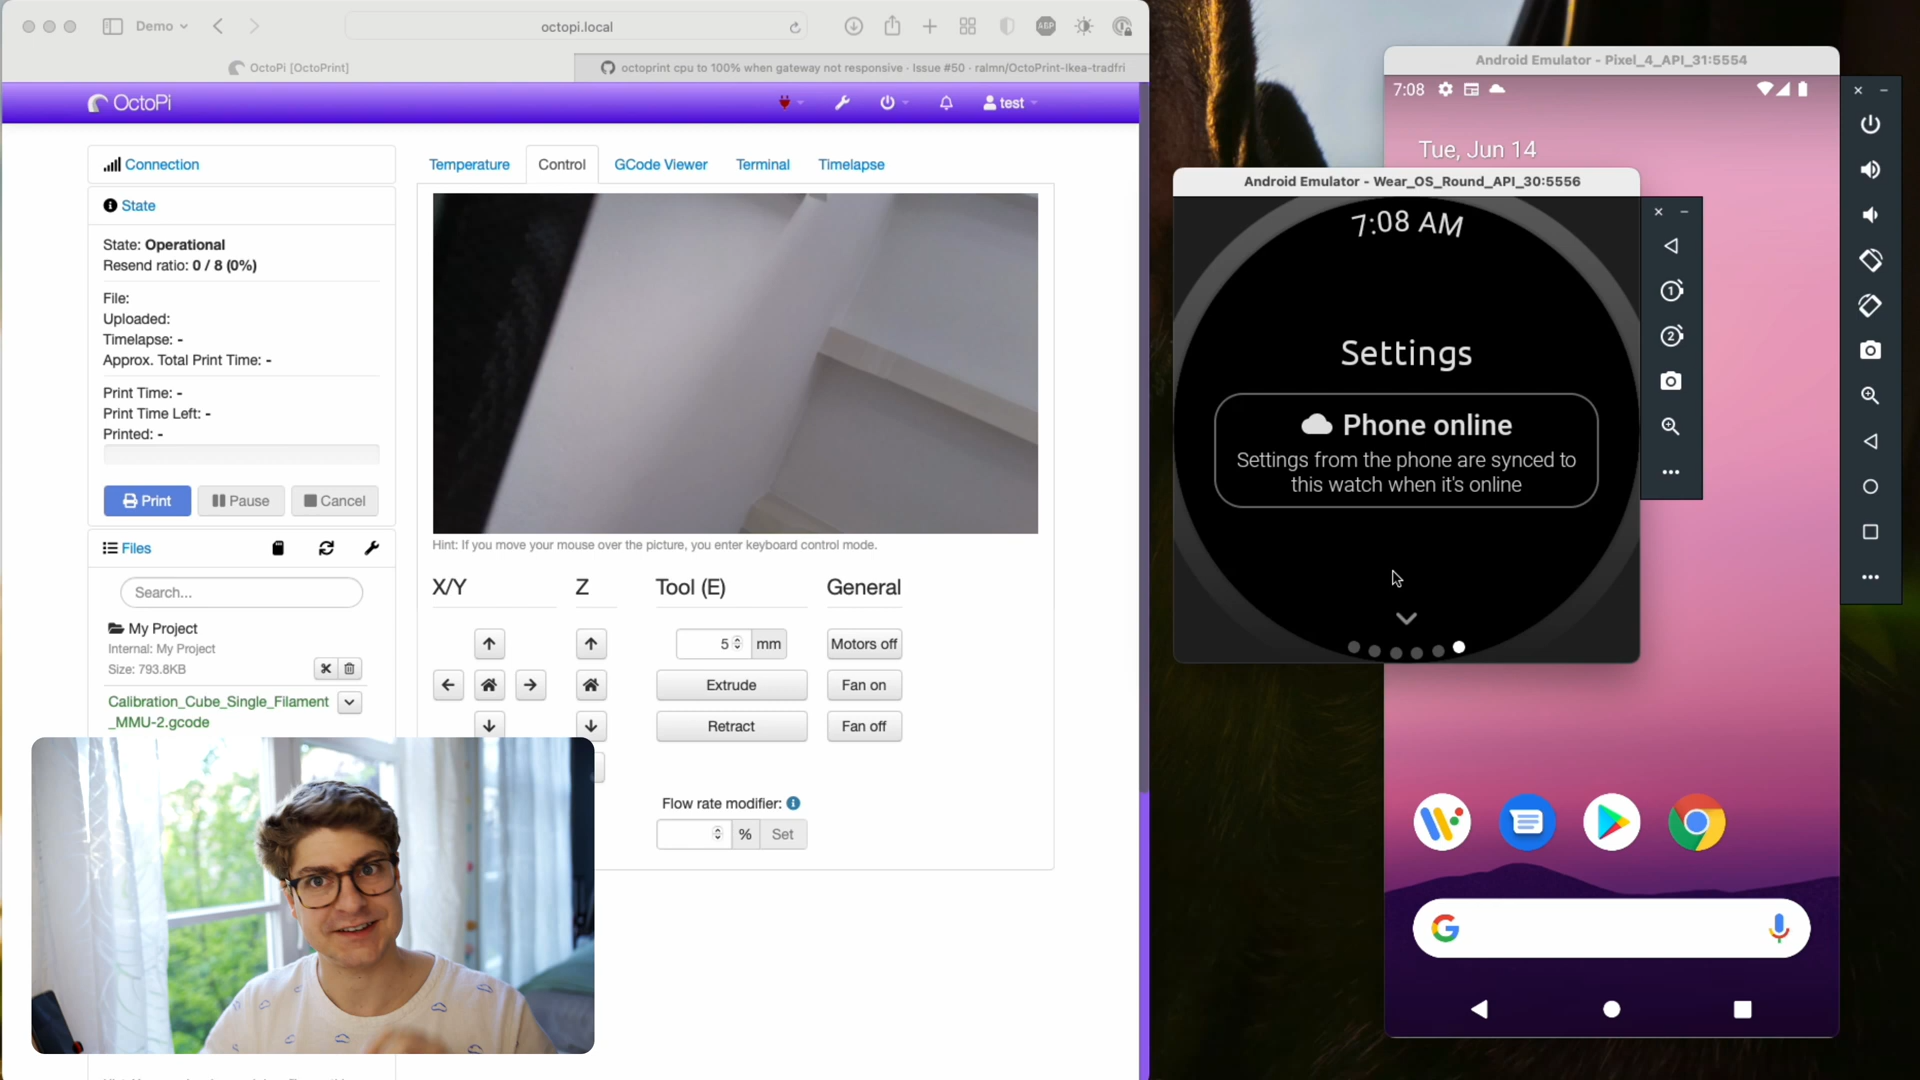 Demo
octopi.local
ABP
OctoPi [OctoPrint]
octoprint cpu to 100% when gateway not responsive · Issue #50 · ralmn/OctoPrint-Ikea-tradfri
OctoPi
test
Connection
State
State: Operational
Resend ratio: 0 / 8 (0%)
File:
Uploaded:
Timelapse: -
Approx. Total Print Time: -
Print Time: -
Print Time Left: -
Printed: -
Print
Pause
Cancel
Files
Search...
My Project
Internal: My Project
Size: 793.8KB
Calibration_Cube_Single_Filament
_MMU-2.gcode
Temperature
Control
GCode Viewer
Terminal
Timelapse
Hint: If you move your mouse over the picture, you enter keyboard control mode.
X/Y
Z
Tool (E)
General
5
mm
Motors off
Extrude
Fan on
Retract
Fan off
Flow rate modifier:
%
Set
Android Emulator - Pixel_4_API_31:5554
7:08
Tue, Jun 14
Android Emulator - Wear_OS_Round_API_30:5556
7:08 AM
Settings
Phone online
Settings from the phone are synced to
this watch when it's online
1
2
G